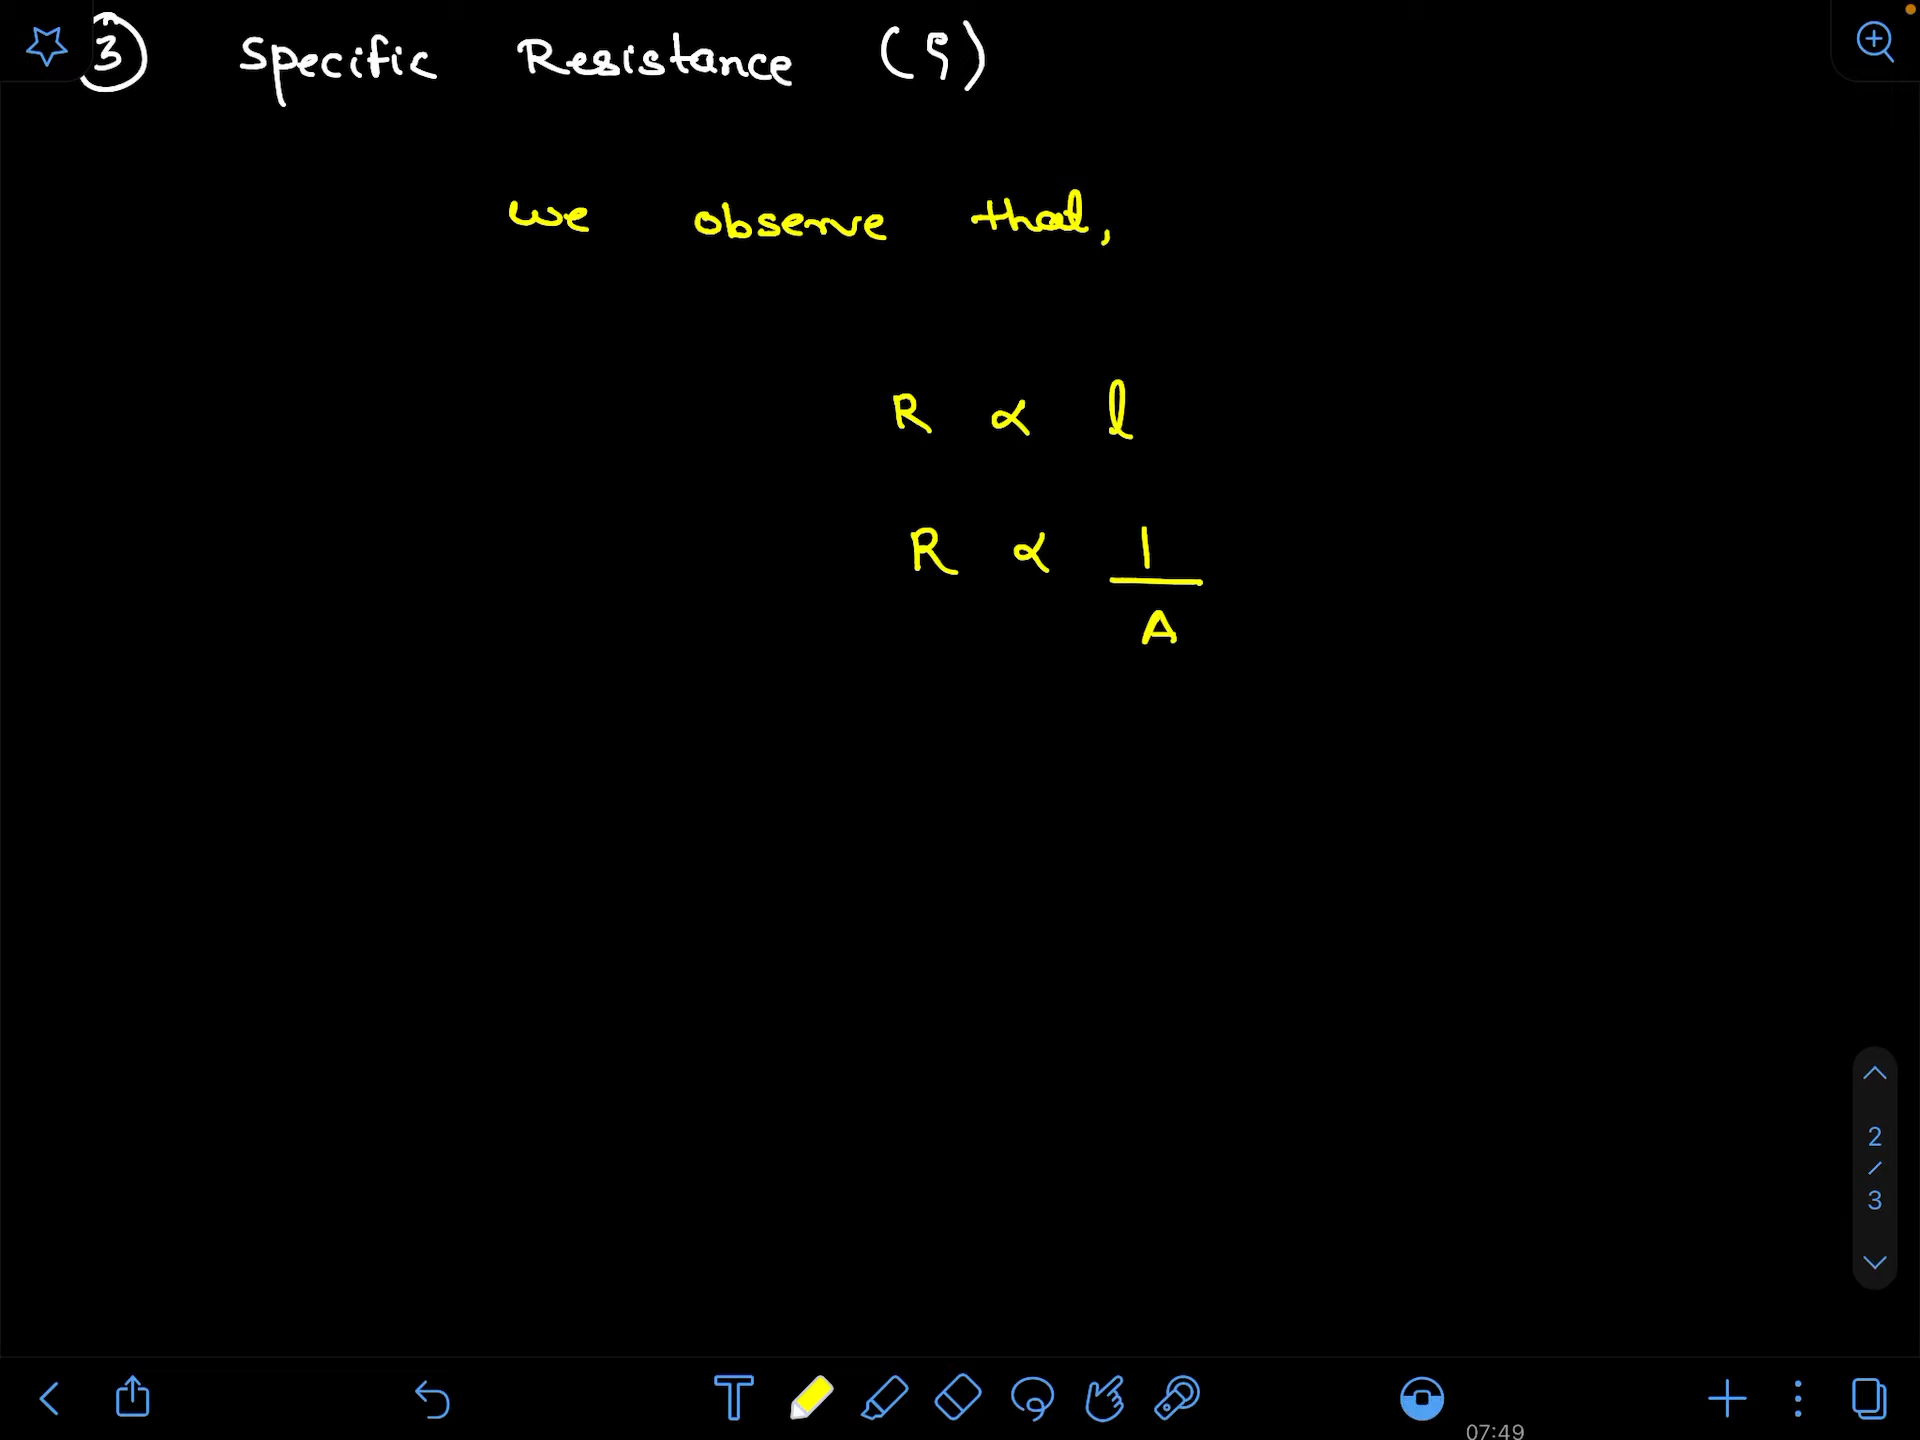 3 Specific Resistance (ρ)
we observe that,
R ∝ l
R ∝ 1/A
2
/
3
T
07:49